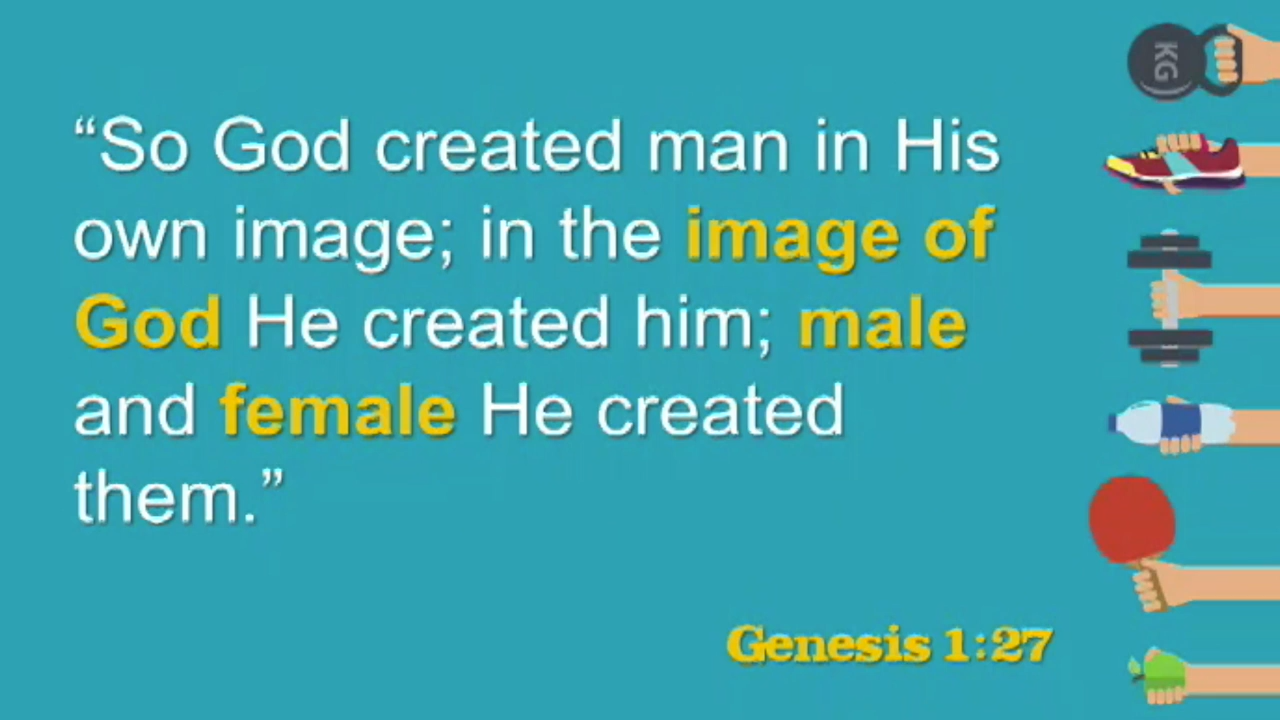 “So God created man in His
own image; in the image of
God He created him; male
and female He created
them.”
Genesis 1:27
KG